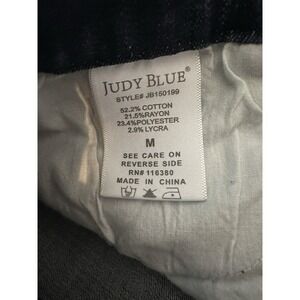 JUDY BLUE®
STYLE# JB150199
52.2% COTTON
21.5%RAYON
23.4%POLYESTER
2.9% LYCRA
M
SEE CARE ON
REVERSE SIDE
RN# 116380
MADE IN CHINA